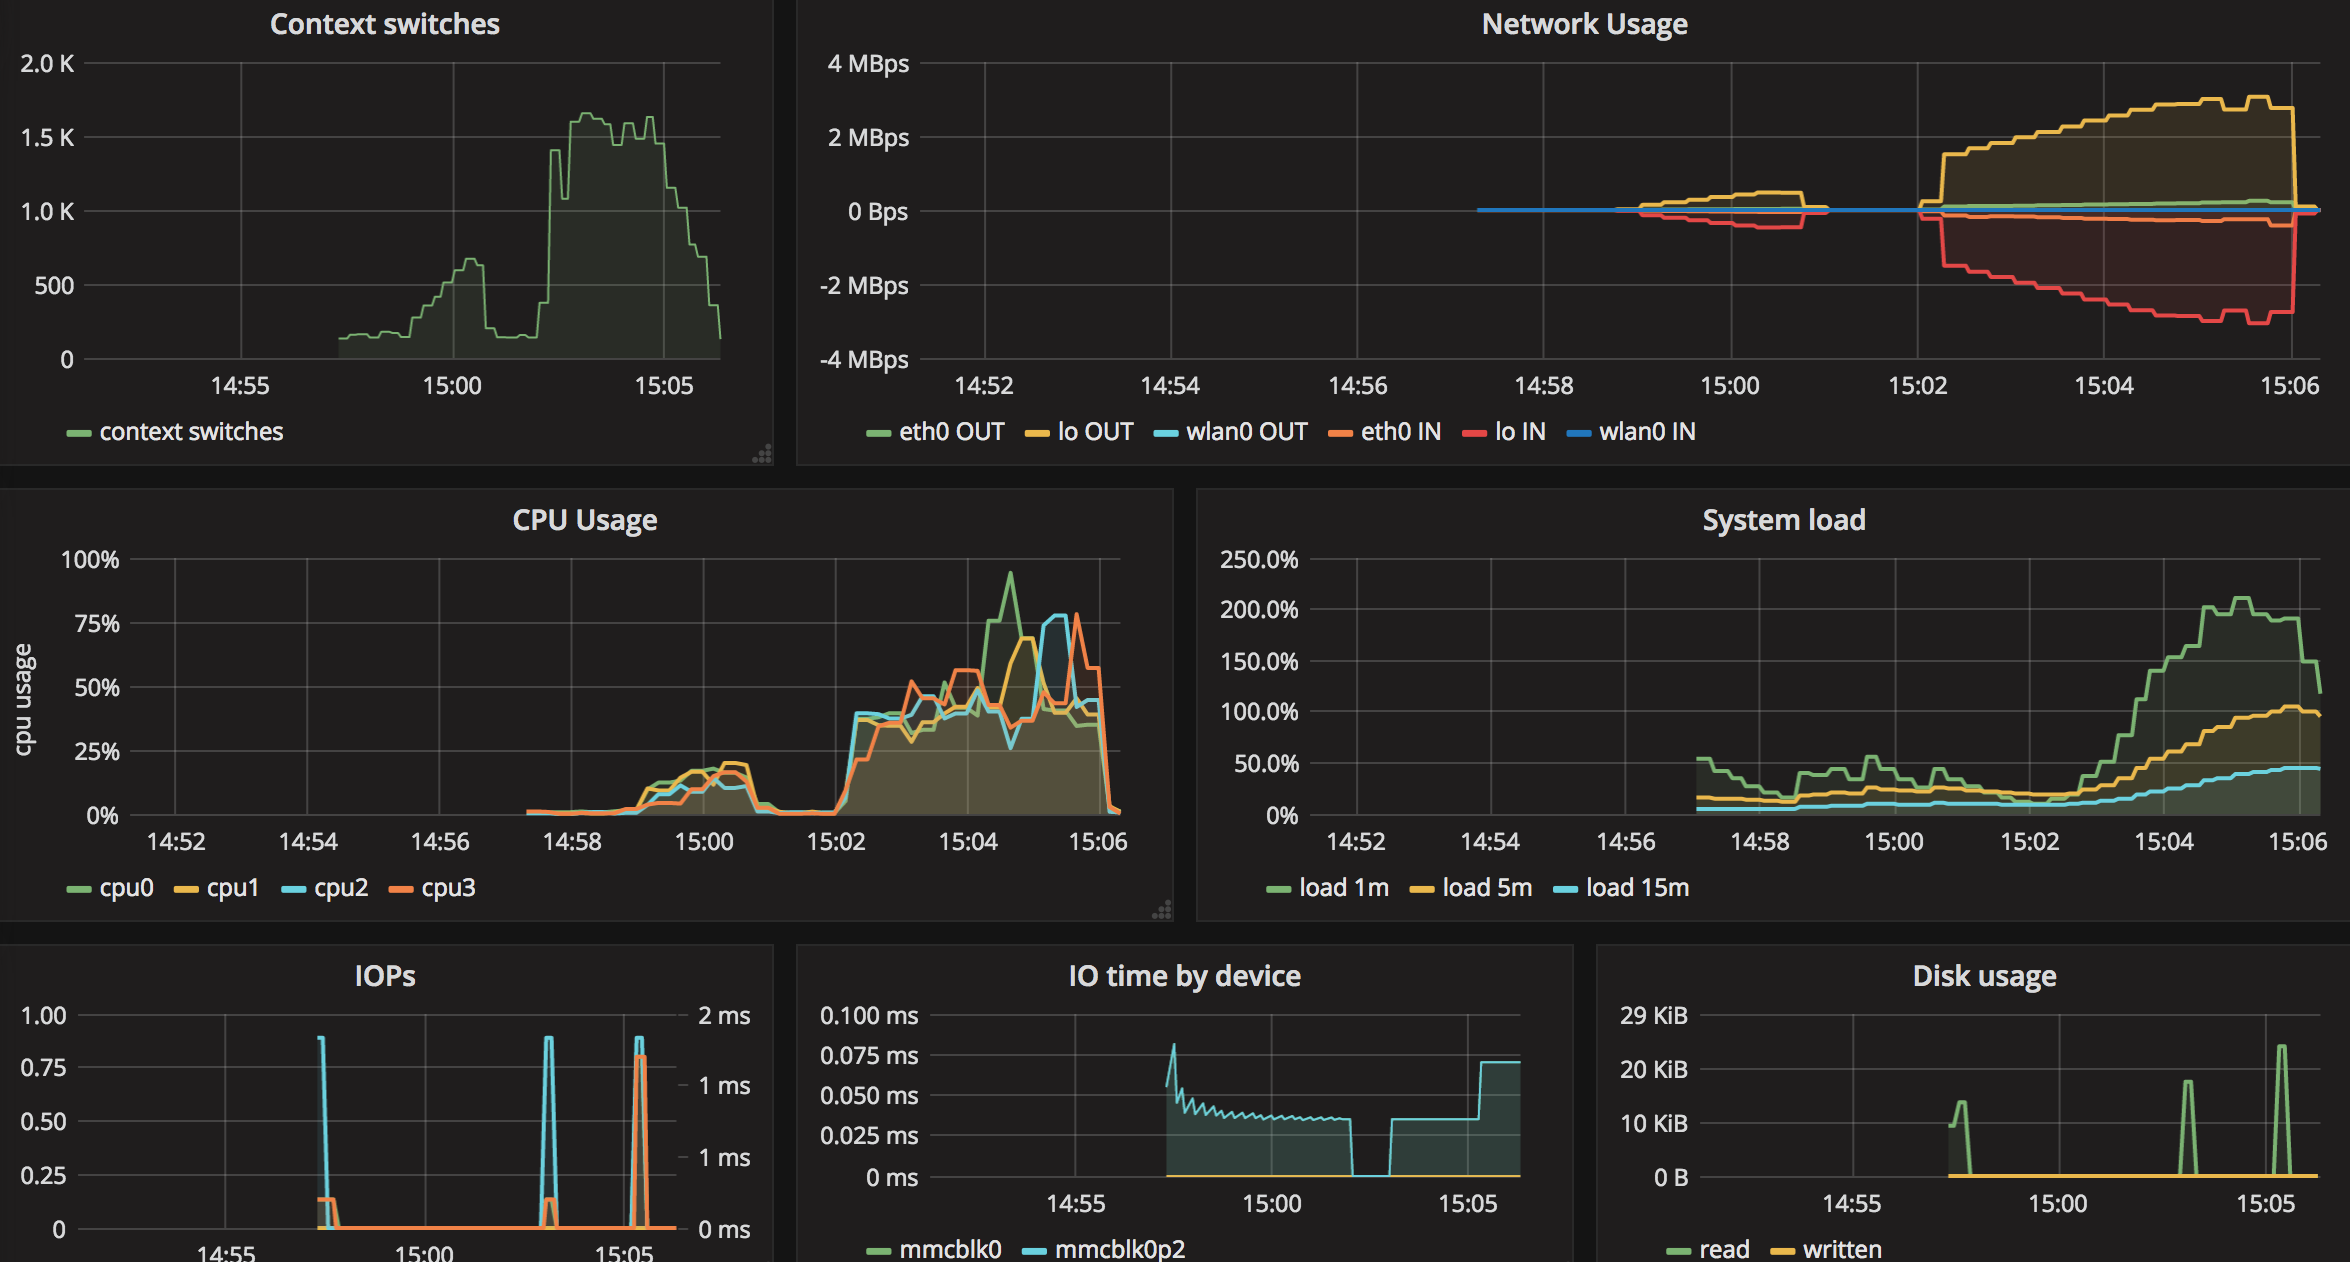 Context switches
2.0 K
1.5 K
1.0 K
500
0
14:55 15:00 15:05
context switches
Network Usage
4 MBps
2 MBps
0 Bps
-2 MBps
-4 MBps
14:52 14:54 14:56 14:58 15:00 15:02 15:04 15:06
eth0 OUT lo OUT wlan0 OUT eth0 IN lo IN wlan0 IN
CPU Usage
cpu usage
100%
75%
50%
25%
0%
14:52 14:54 14:56 14:58 15:00 15:02 15:04 15:06
cpu0 cpu1 cpu2 cpu3
System load
250.0%
200.0%
150.0%
100.0%
50.0%
0%
14:52 14:54 14:56 14:58 15:00 15:02 15:04 15:06
load 1m load 5m load 15m
IOPs
1.00
0.75
0.50
0.25
0
2 ms
1 ms
1 ms
0 ms
14:55 15:00 15:05
IO time by device
0.100 ms
0.075 ms
0.050 ms
0.025 ms
0 ms
14:55 15:00 15:05
mmcblk0 mmcblk0p2
Disk usage
29 KiB
20 KiB
10 KiB
0 B
14:55 15:00 15:05
read written